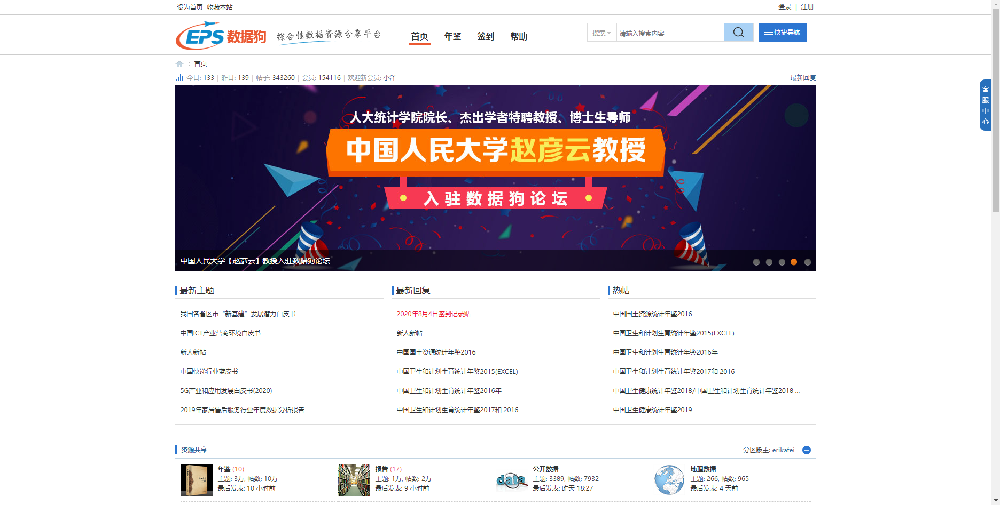 设为首页 收藏本站
登录 | 注册
EPS 数据狗 综合性数据资源分享平台
首页 年鉴 签到 帮助
搜索 请输入搜索内容
快捷导航
首页
今日: 133 | 昨日: 139 | 帖子: 343260 | 会员: 154116 | 欢迎新会员: 小泽
最新回复
客服中心
人大统计学院院长、杰出学者特聘教授、博士生导师
中国人民大学赵彦云教授
入驻数据狗论坛
中国人民大学【赵彦云】教授入驻数据狗论坛
最新主题
我国各省区市“新基建”发展潜力白皮书
中国ICT产业营商环境白皮书
新人新帖
中国快递行业蓝皮书
5G产业和应用发展白皮书(2020)
2019年家居售后服务行业年度数据分析报告
最新回复
2020年8月4日签到记录贴
新人新帖
中国国土资源统计年鉴2016
中国卫生和计划生育统计年鉴2015(EXCEL)
中国卫生和计划生育统计年鉴2016年
中国卫生和计划生育统计年鉴2017和 2016
热帖
中国国土资源统计年鉴2016
中国卫生和计划生育统计年鉴2015(EXCEL)
中国卫生和计划生育统计年鉴2016年
中国卫生和计划生育统计年鉴2017和 2016
中国卫生健康统计年鉴2018/中国卫生和计划生育统计年鉴2018 ...
中国卫生健康统计年鉴2019
资源共享
分区版主: erikafei
年鉴 (10)
主题: 3万, 帖数: 10万
最后发表: 10 小时前
报告 (17)
主题: 1万, 帖数: 2万
最后发表: 9 小时前
data
公开数据
主题: 3389, 帖数: 7932
最后发表: 昨天 18:27
地理数据
主题: 266, 帖数: 965
最后发表: 4 天前